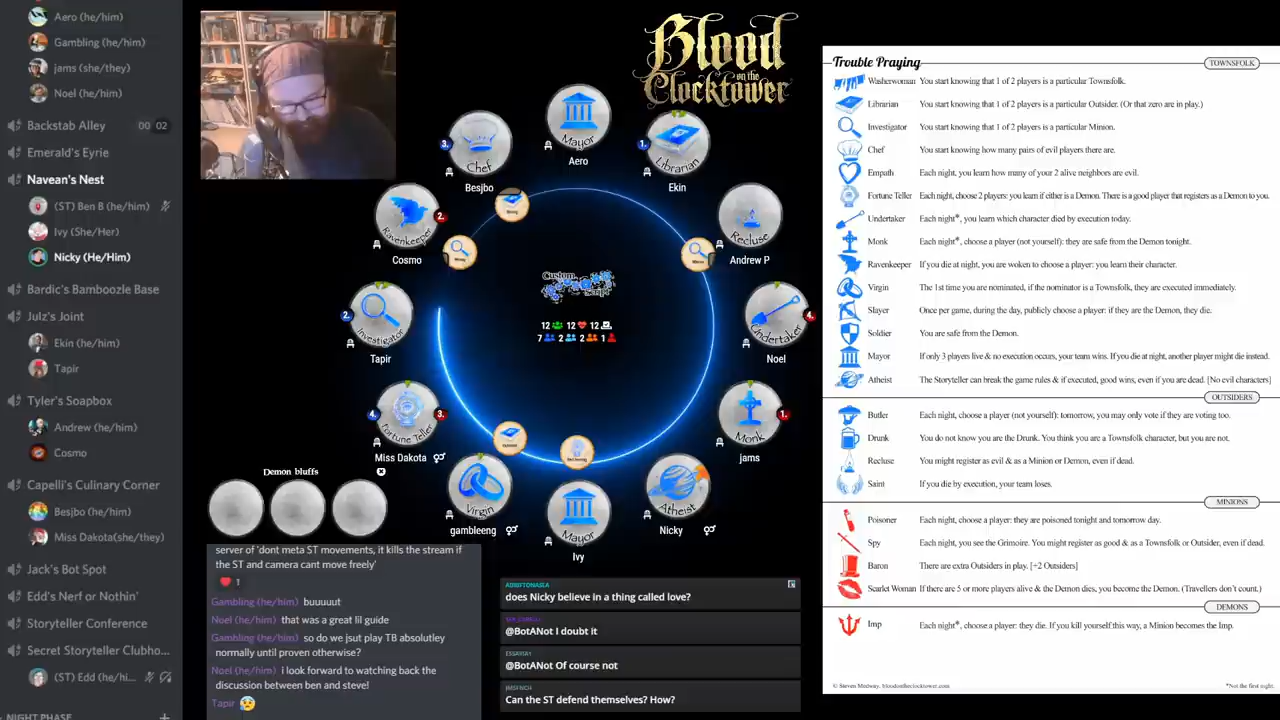 Aero (he/him)
Gambling (he/him)
jams (she/they)
Noel (he/him)
Backstab Alley 00 02
Emerald's Eyrie
Navean's Nest
(ST) Ben B (he/him)
Ivy (She/Her)
Nicky (He/Him)
Bardic's Bamboozle Base
Julz's Joint
Ekin (he/him)
Tapir
Tyler's Soapbox
Andrew (he/him)
Cosmo
Capelli's Culinary Corner
Besjbo (he/him)
Miss Dakota(she/they)
Jack's Bot Spot
Edd's Nerf or Nothin'
Storyteller Conference
Secret Storyteller Clubho...
(ST) Edd (he/hi...
NIGHT PHASE
Blood
on the
Clocktower
Mayor
Aero
1.
Librarian
Ekin
Recluse
Andrew P
Undertaker
4.
Noel
Monk
1.
jams
Atheist
Nicky
Mayor
Ivy
Virgin
gambleeng
4.
Fortune Teller
3.
Miss Dakota
2.
Investigator
Tapir
Ravenkeeper
2.
Cosmo
3.
Chef
Besjbo
Custom
Script
12 12 12
7 2 2 1
Demon bluffs
server of 'dont meta ST movements, it kills the stream if
the ST and camera cant move freely'
1
Gambling (he/him) buuuuut
Noel (he/him) that was a great lil guide
Gambling (he/him) so do we jsut play TB absolutley
normally until proven otherwise?
Noel (he/him) i look forward to watching back the
discussion between ben and steve!
Tapir
does Nicky believe in a thing called love?
@BotANot I doubt it
@BotANot Of course not
Can the ST defend themselves? How?
Trouble Praying
TOWNSFOLK
Washerwoman You start knowing that 1 of 2 players is a particular Townsfolk.
Librarian You start knowing that 1 of 2 players is a particular Outsider. (Or that zero are in play.)
Investigator You start knowing that 1 of 2 players is a particular Minion.
Chef You start knowing how many pairs of evil players there are.
Empath Each night, you learn how many of your 2 alive neighbors are evil.
Fortune Teller Each night, choose 2 players: you learn if either is a Demon. There is a good player that registers as a Demon to you.
Undertaker Each night*, you learn which character died by execution today.
Monk Each night*, choose a player (not yourself): they are safe from the Demon tonight.
Ravenkeeper If you die at night, you are woken to choose a player: you learn their character.
Virgin The 1st time you are nominated, if the nominator is a Townsfolk, they are executed immediately.
Slayer Once per game, during the day, publicly choose a player: if they are the Demon, they die.
Soldier You are safe from the Demon.
Mayor If only 3 players live & no execution occurs, your team wins. If you die at night, another player might die instead.
Atheist The Storyteller can break the game rules & if executed, good wins, even if you are dead. [No evil characters]
OUTSIDERS
Butler Each night, choose a player (not yourself): tomorrow, you may only vote if they are voting too.
Drunk You do not know you are the Drunk. You think you are a Townsfolk character, but you are not.
Recluse You might register as evil & as a Minion or Demon, even if dead.
Saint If you die by execution, your team loses.
MINIONS
Poisoner Each night, choose a player: they are poisoned tonight and tomorrow day.
Spy Each night, you see the Grimoire. You might register as good & as a Townsfolk or Outsider, even if dead.
Baron There are extra Outsiders in play. [+2 Outsiders]
Scarlet Woman If there are 5 or more players alive & the Demon dies, you become the Demon. (Travellers don't count.)
DEMONS
Imp Each night*, choose a player: they die. If you kill yourself this way, a Minion becomes the Imp.
© Steven Medway, bloodontheclocktower.com
*Not the first night.